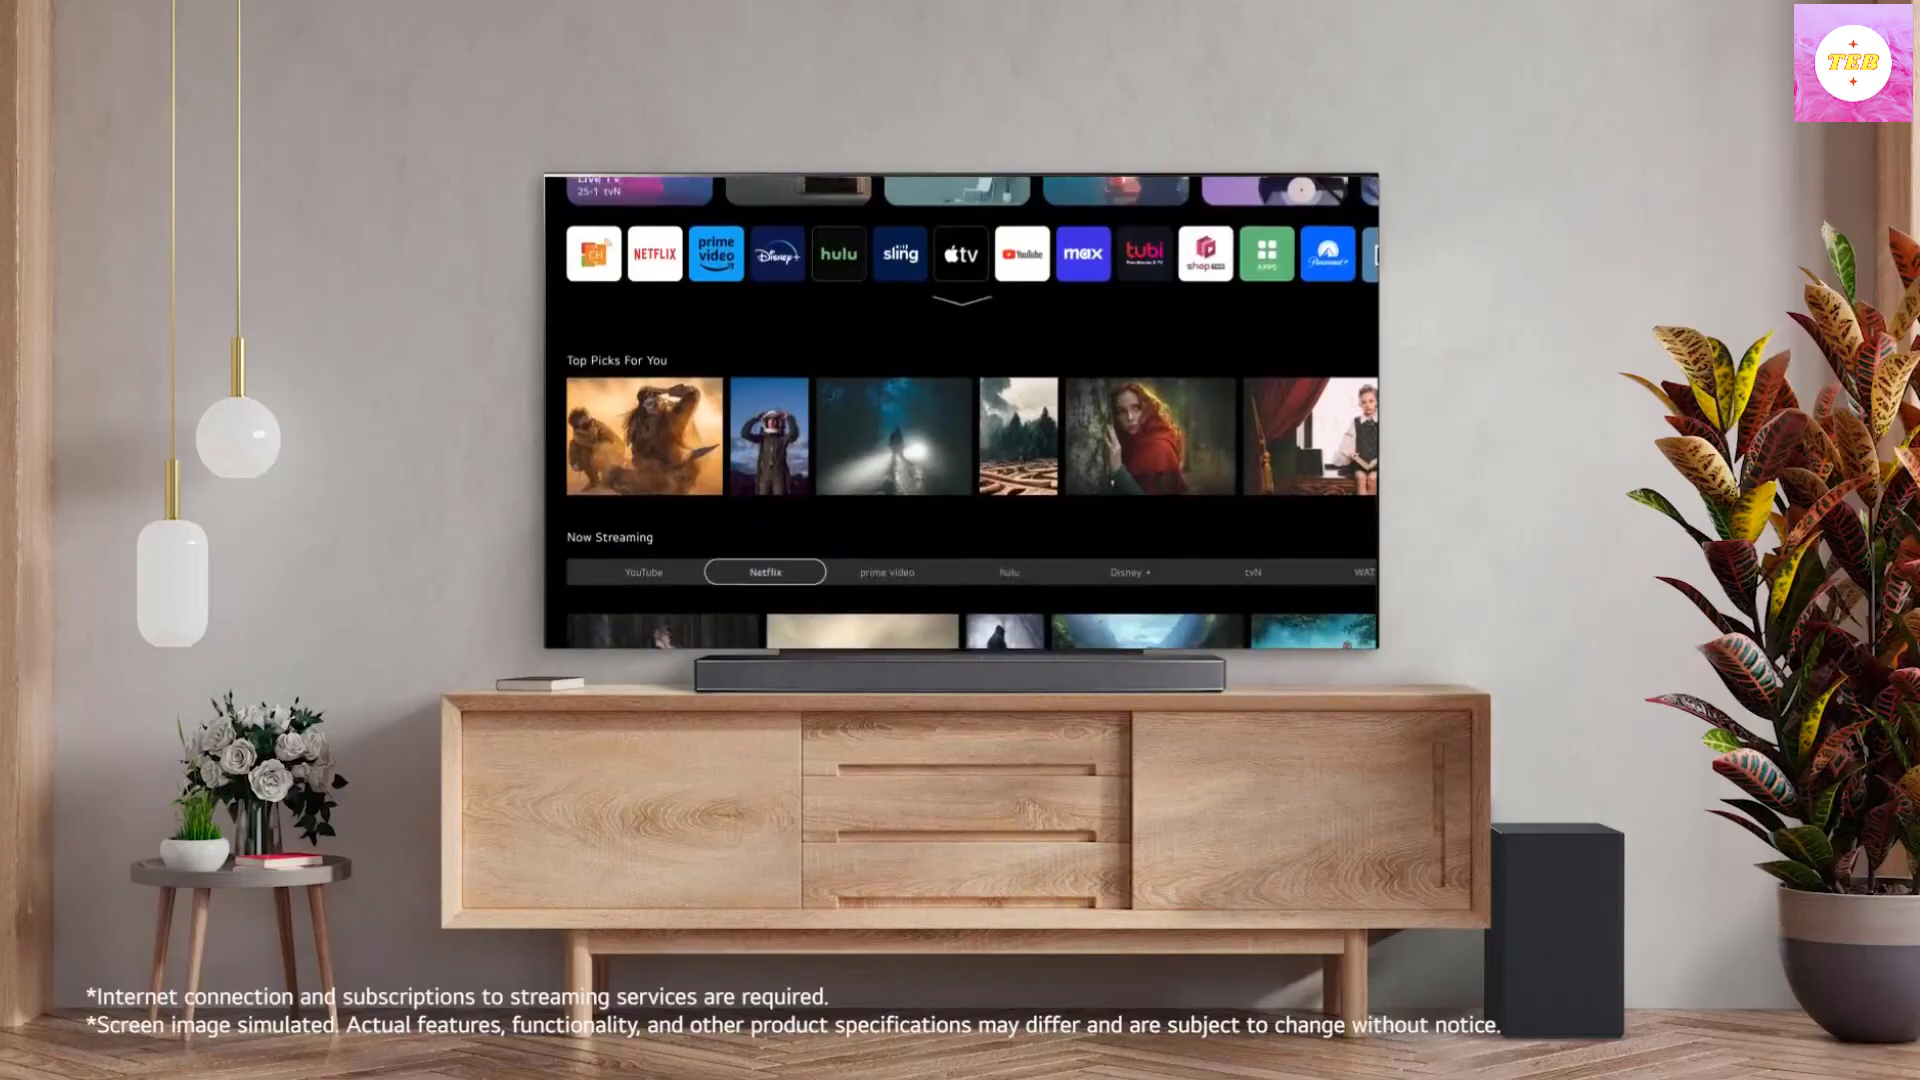 TEB
Live TV
25-1 tvN
CH
NETFLIX
prime video
Disney+
hulu
sling
tv
YouTube
max
tubi
shop
APPS
Paramount+
Top Picks For You
Now Streaming
YouTube
Netflix
prime video
hulu
Disney +
tvN
WAT
*Internet connection and subscriptions to streaming services are required.
*Screen image simulated. Actual features, functionality, and other product specifications may differ and are subject to change without notice.